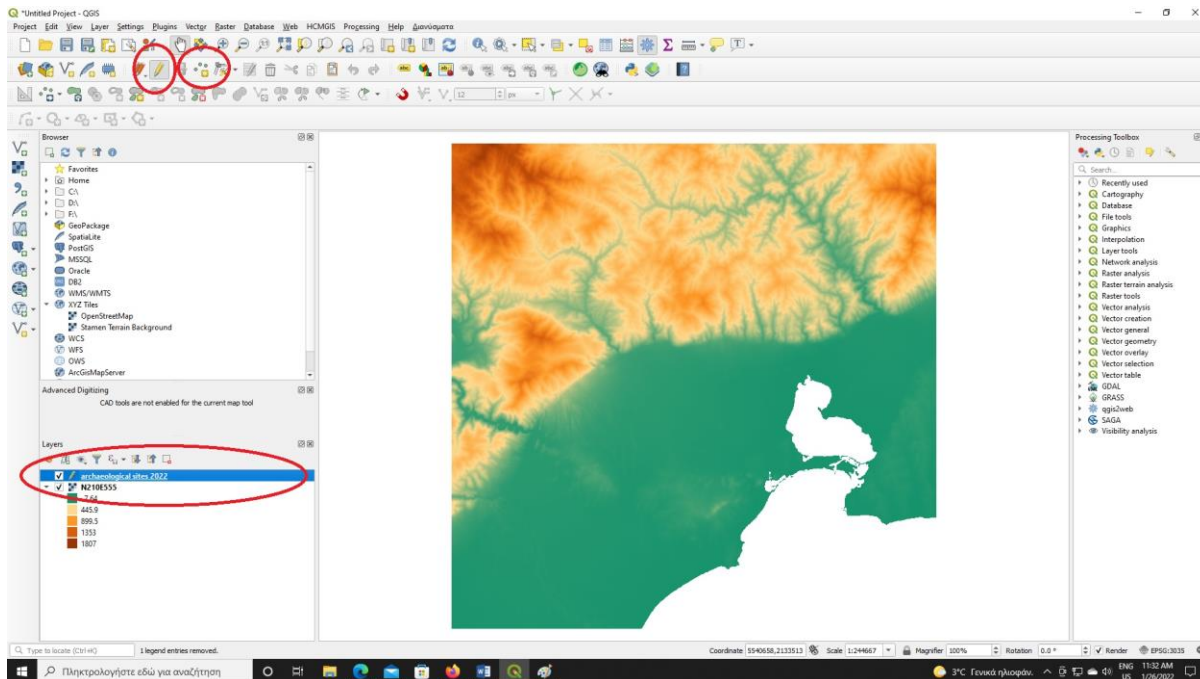 *Untitled Project - QGIS
Project Edit View Layer Settings Plugins Vector Raster Database Web HCMGIS Processing Help Διανύσματα
12 px
Browser
Favorites
Home
C:\
D:\
F:\
GeoPackage
SpatiaLite
PostGIS
MSSQL
Oracle
DB2
WMS/WMTS
XYZ Tiles
OpenStreetMap
Stamen Terrain Background
WCS
WFS
OWS
ArcGisMapServer
Advanced Digitizing
CAD tools are not enabled for the current map tool
Layers
archaeological sites 2022
N210E555
-7.64
445.9
899.5
1353
1807
Processing Toolbox
Search...
Recently used
Cartography
Database
File tools
Graphics
Interpolation
Layer tools
Network analysis
Raster analysis
Raster terrain analysis
Raster tools
Vector analysis
Vector creation
Vector general
Vector geometry
Vector overlay
Vector selection
Vector table
GDAL
GRASS
qgis2web
SAGA
Visibility analysis
Type to locate (Ctrl+K) 1 legend entries removed. Coordinate 5540658,2133513 Scale 1:244667 Magnifier 100% Rotation 0.0 ° Render EPSG:3035
Πληκτρολογήστε εδώ για αναζήτηση 3°C Γενικά ηλιοφάν. ENG 11:32 AM
US 1/26/2022